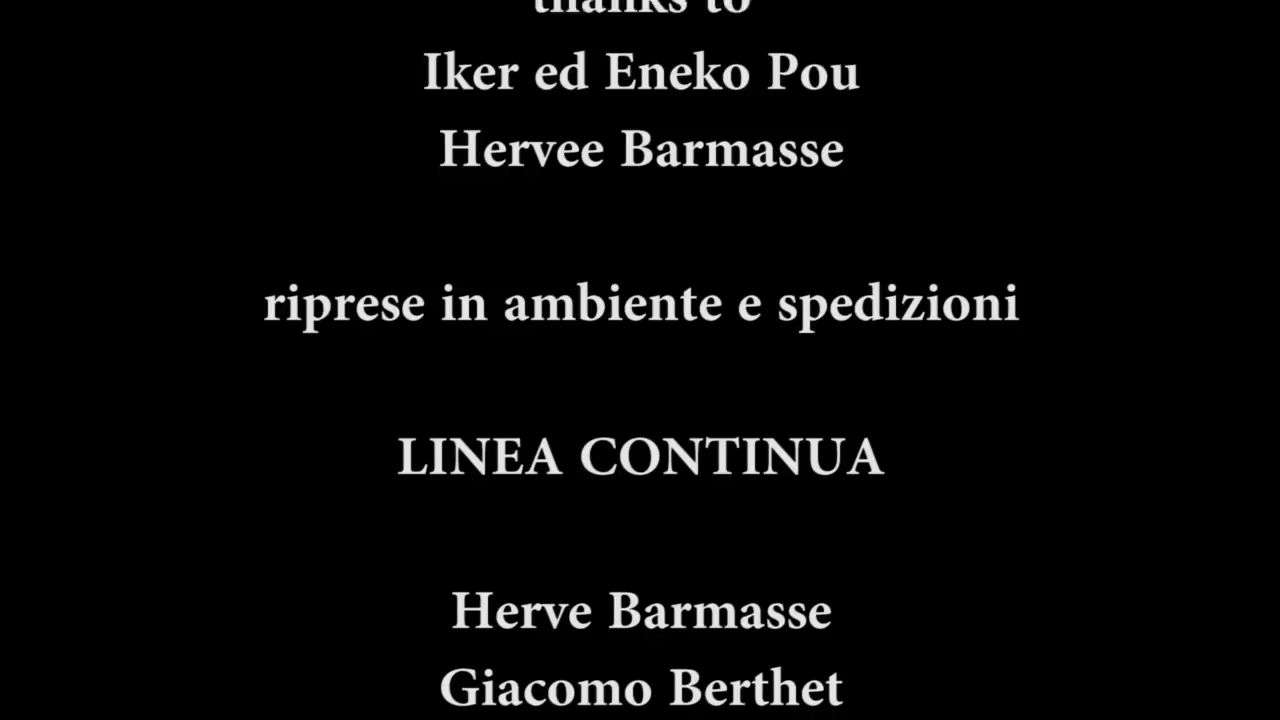 thanks to
Iker ed Eneko Pou
Hervee Barmasse
riprese in ambiente e spedizioni
LINEA CONTINUA
Herve Barmasse
Giacomo Berthet